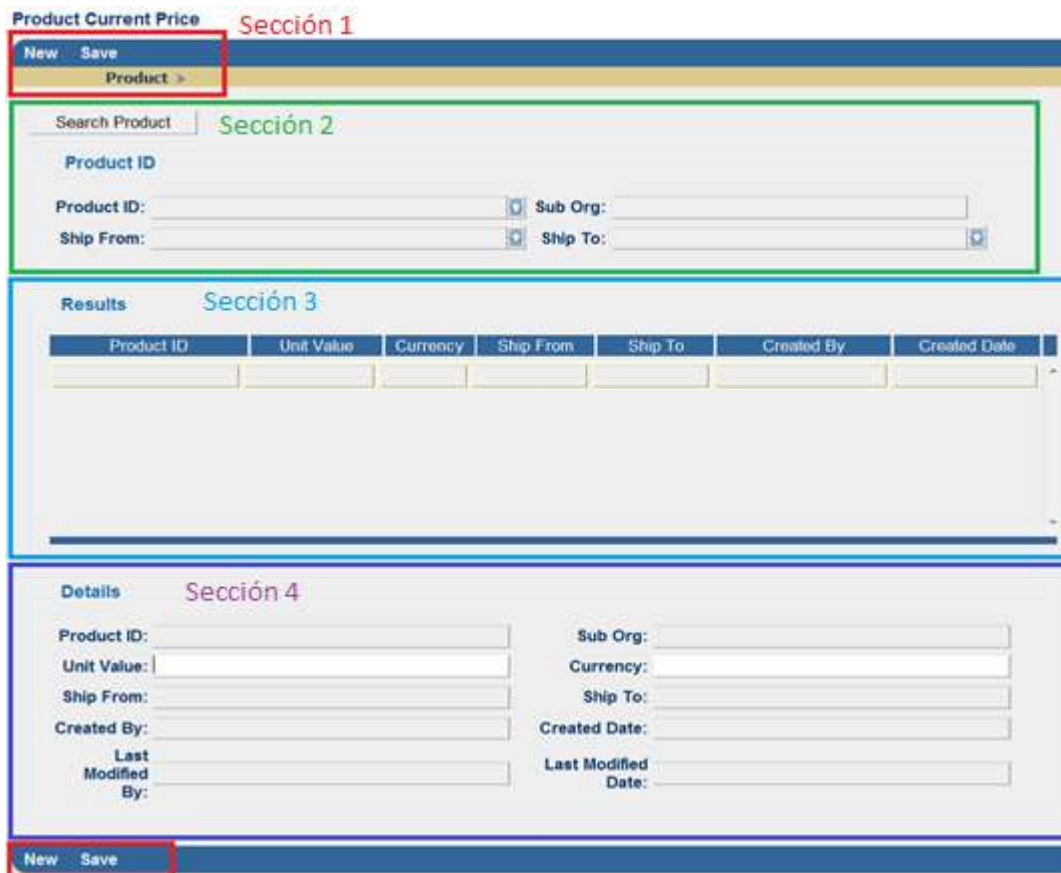 Product Current Price Sección 1
New Save
Product >
Search Product Sección 2
Product ID
Product ID: Sub Org:
Ship From: Ship To:
Results Sección 3
Product ID Unit Value Currency Ship From Ship To Created By Created Date
Details Sección 4
Product ID: Sub Org:
Unit Value: Currency:
Ship From: Ship To:
Created By: Created Date:
Last Modified By: Last Modified Date:
New Save